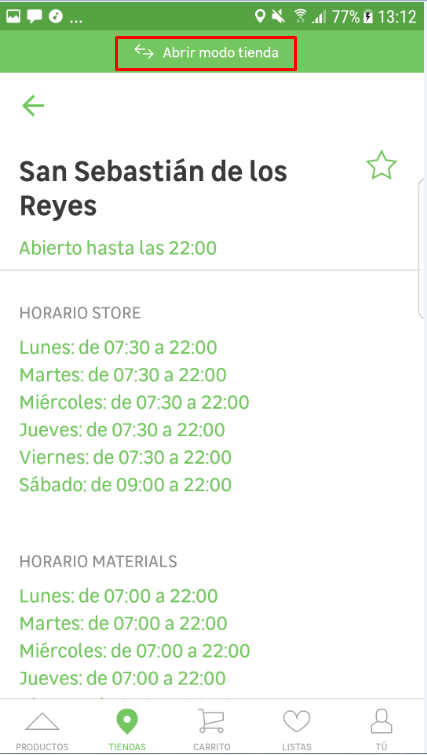 ... 77% 13:12
Abrir modo tienda
San Sebastián de los
Reyes
Abierto hasta las 22:00
HORARIO STORE
Lunes: de 07:30 a 22:00
Martes: de 07:30 a 22:00
Miércoles: de 07:30 a 22:00
Jueves: de 07:30 a 22:00
Viernes: de 07:30 a 22:00
Sábado: de 09:00 a 22:00
HORARIO MATERIALS
Lunes: de 07:00 a 22:00
Martes: de 07:00 a 22:00
Miércoles: de 07:00 a 22:00
Jueves: de 07:00 a 22:00
PRODUCTOS TIENDAS CARRITO LISTAS TÚ